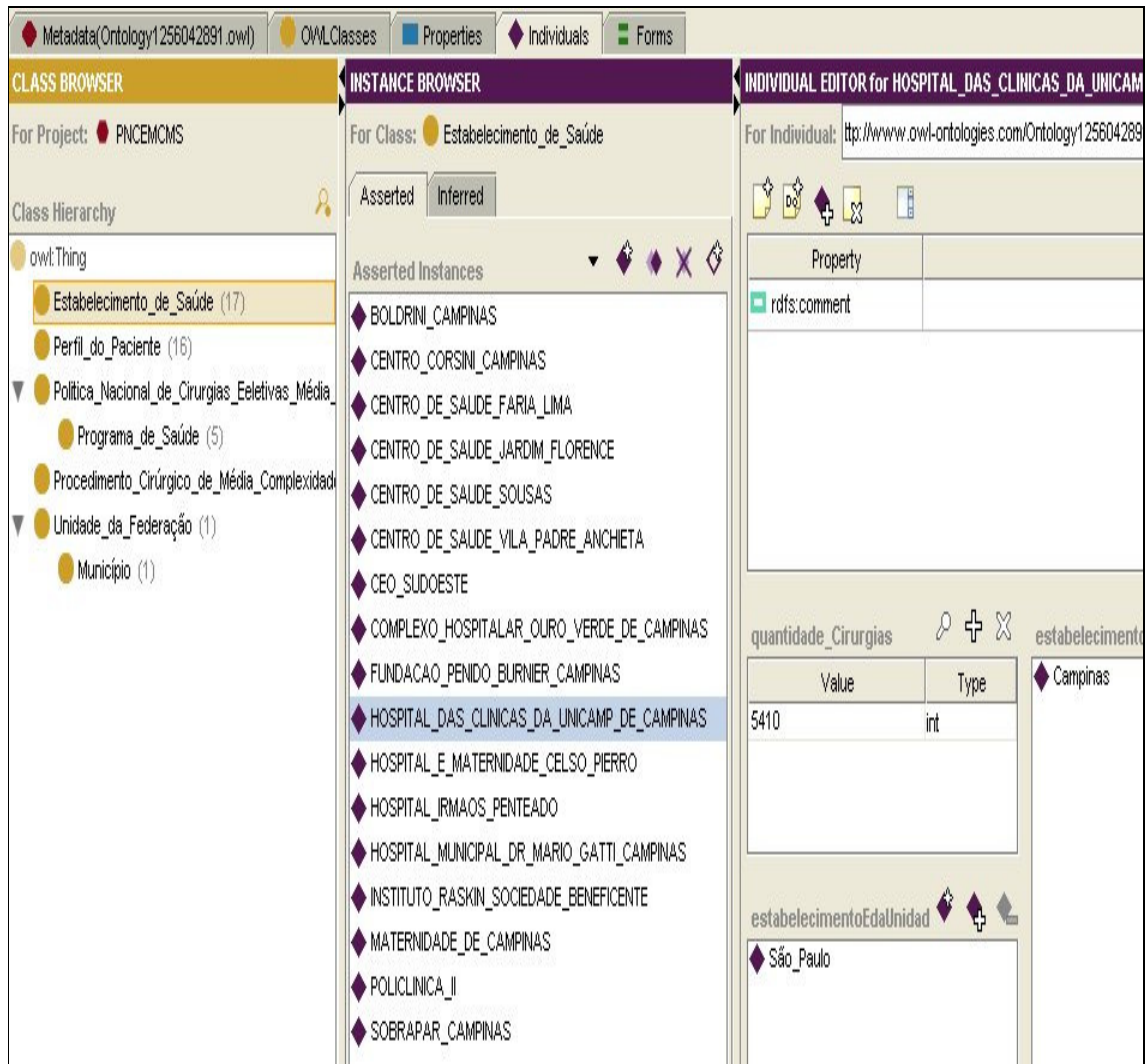 Metadata(Ontology1256042891.owl) OWLClasses Properties Individuals Forms
CLASS BROWSER
For Project: PNCEMCMS
Class Hierarchy
owl:Thing
Estabelecimento_de_Saúde (17)
Perfil_do_Paciente (16)
Política_Nacional_de_Cirurgias_Eeletivas_Média_
Programa_de_Saúde (5)
Procedimento_Cirúrgico_de_Média_Complexidad
Unidade_da_Federação (1)
Município (1)
INSTANCE BROWSER
For Class: Estabelecimento_de_Saúde
Asserted Inferred
Asserted Instances
BOLDRINI_CAMPINAS
CENTRO_CORSINI_CAMPINAS
CENTRO_DE_SAUDE_FARIA_LIMA
CENTRO_DE_SAUDE_JARDIM_FLORENCE
CENTRO_DE_SAUDE_SOUSAS
CENTRO_DE_SAUDE_VILA_PADRE_ANCHIETA
CEO_SUDOESTE
COMPLEXO_HOSPITALAR_OURO_VERDE_DE_CAMPINAS
FUNDACAO_PENIDO_BURNIER_CAMPINAS
HOSPITAL_DAS_CLINICAS_DA_UNICAMP_DE_CAMPINAS
HOSPITAL_E_MATERNIDADE_CELSO_PIERRO
HOSPITAL_IRMAOS_PENTEADO
HOSPITAL_MUNICIPAL_DR_MARIO_GATTI_CAMPINAS
INSTITUTO_RASKIN_SOCIEDADE_BENEFICENTE
MATERNIDADE_DE_CAMPINAS
POLICLINICA_II
SOBRAPAR_CAMPINAS
INDIVIDUAL EDITOR for HOSPITAL_DAS_CLINICAS_DA_UNICAM
For Individual: ttp://www.owl-ontologies.com/Ontology125604289
Property
rdfs:comment
quantidade_Cirurgias
Value Type
5410 int
estabelecimento
Campinas
estabelecimentoEdaUnidad
São_Paulo